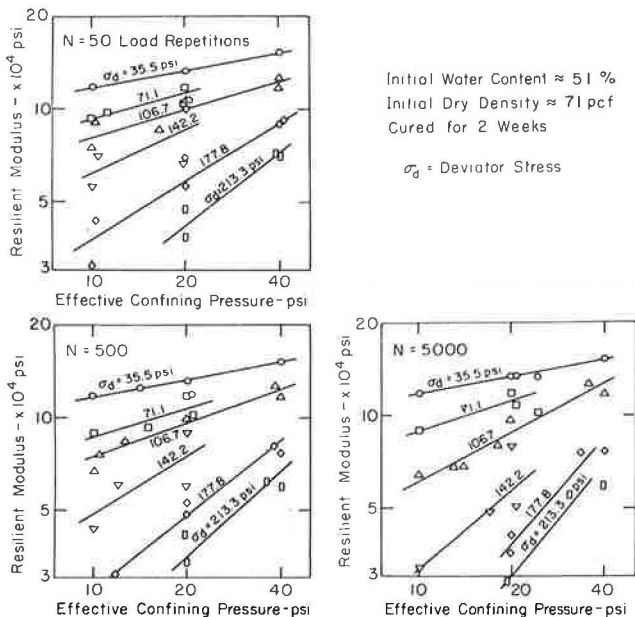 20
N = 50 Load Repetitions
σd = 35.5 psi
71.1
106.7
142.2
177.8
σd = 213.3 psi
10
5
3
Resilient Modulus - x10⁴ psi
10 20 40
Effective Confining Pressure - psi
Initial Water Content ≈ 51 %
Initial Dry Density ≈ 71 pcf
Cured for 2 Weeks
σd = Deviator Stress
20
N = 500
σd = 35.5 psi
71.1
106.7
142.2
177.8
σd = 213.3 psi
10
5
3
Resilient Modulus - x10⁴ psi
10 20 40
Effective Confining Pressure - psi
20
N = 5000
σd = 35.5 psi
71.1
106.7
142.2
177.8
σd = 213.3 psi
10
5
3
Resilient Modulus - x10⁴ psi
10 20 40
Effective Confining Pressure - psi